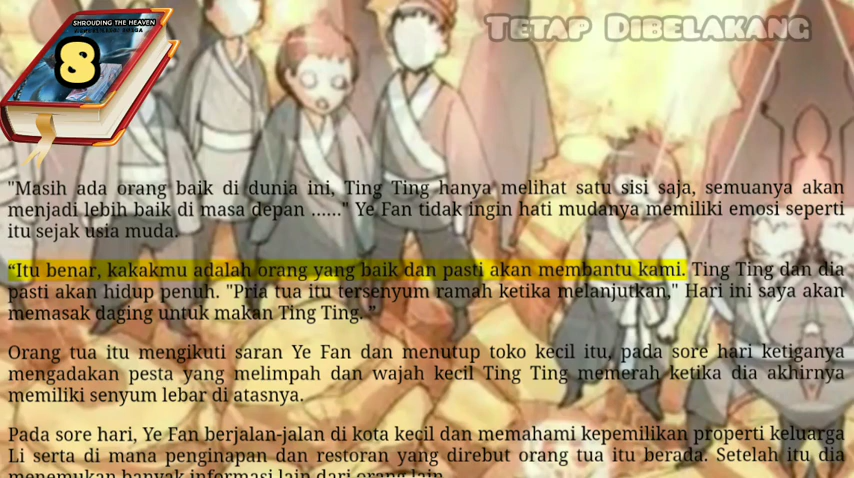 SHROUDING THE HEAVEN
8
Tetap Dibelakang
"Masih ada orang baik di dunia ini, Ting Ting hanya melihat satu sisi saja, semuanya akan
menjadi lebih baik di masa depan ......" Ye Fan tidak ingin hati mudanya memiliki emosi seperti
itu sejak usia muda.
“Itu benar, kakakmu adalah orang yang baik dan pasti akan membantu kami. Ting Ting dan dia
pasti akan hidup penuh. "Pria tua itu tersenyum ramah ketika melanjutkan," Hari ini saya akan
memasak daging untuk makan Ting Ting. ”
Orang tua itu mengikuti saran Ye Fan dan menutup toko kecil itu, pada sore hari ketiganya
mengadakan pesta yang melimpah dan wajah kecil Ting Ting memerah ketika dia akhirnya
memiliki senyum lebar di atasnya.
Pada sore hari, Ye Fan berjalan-jalan di kota kecil dan memahami kepemilikan properti keluarga
Li serta di mana penginapan dan restoran yang direbut orang tua itu berada. Setelah itu dia
menemukan banyak informasi lain dari orang lain.